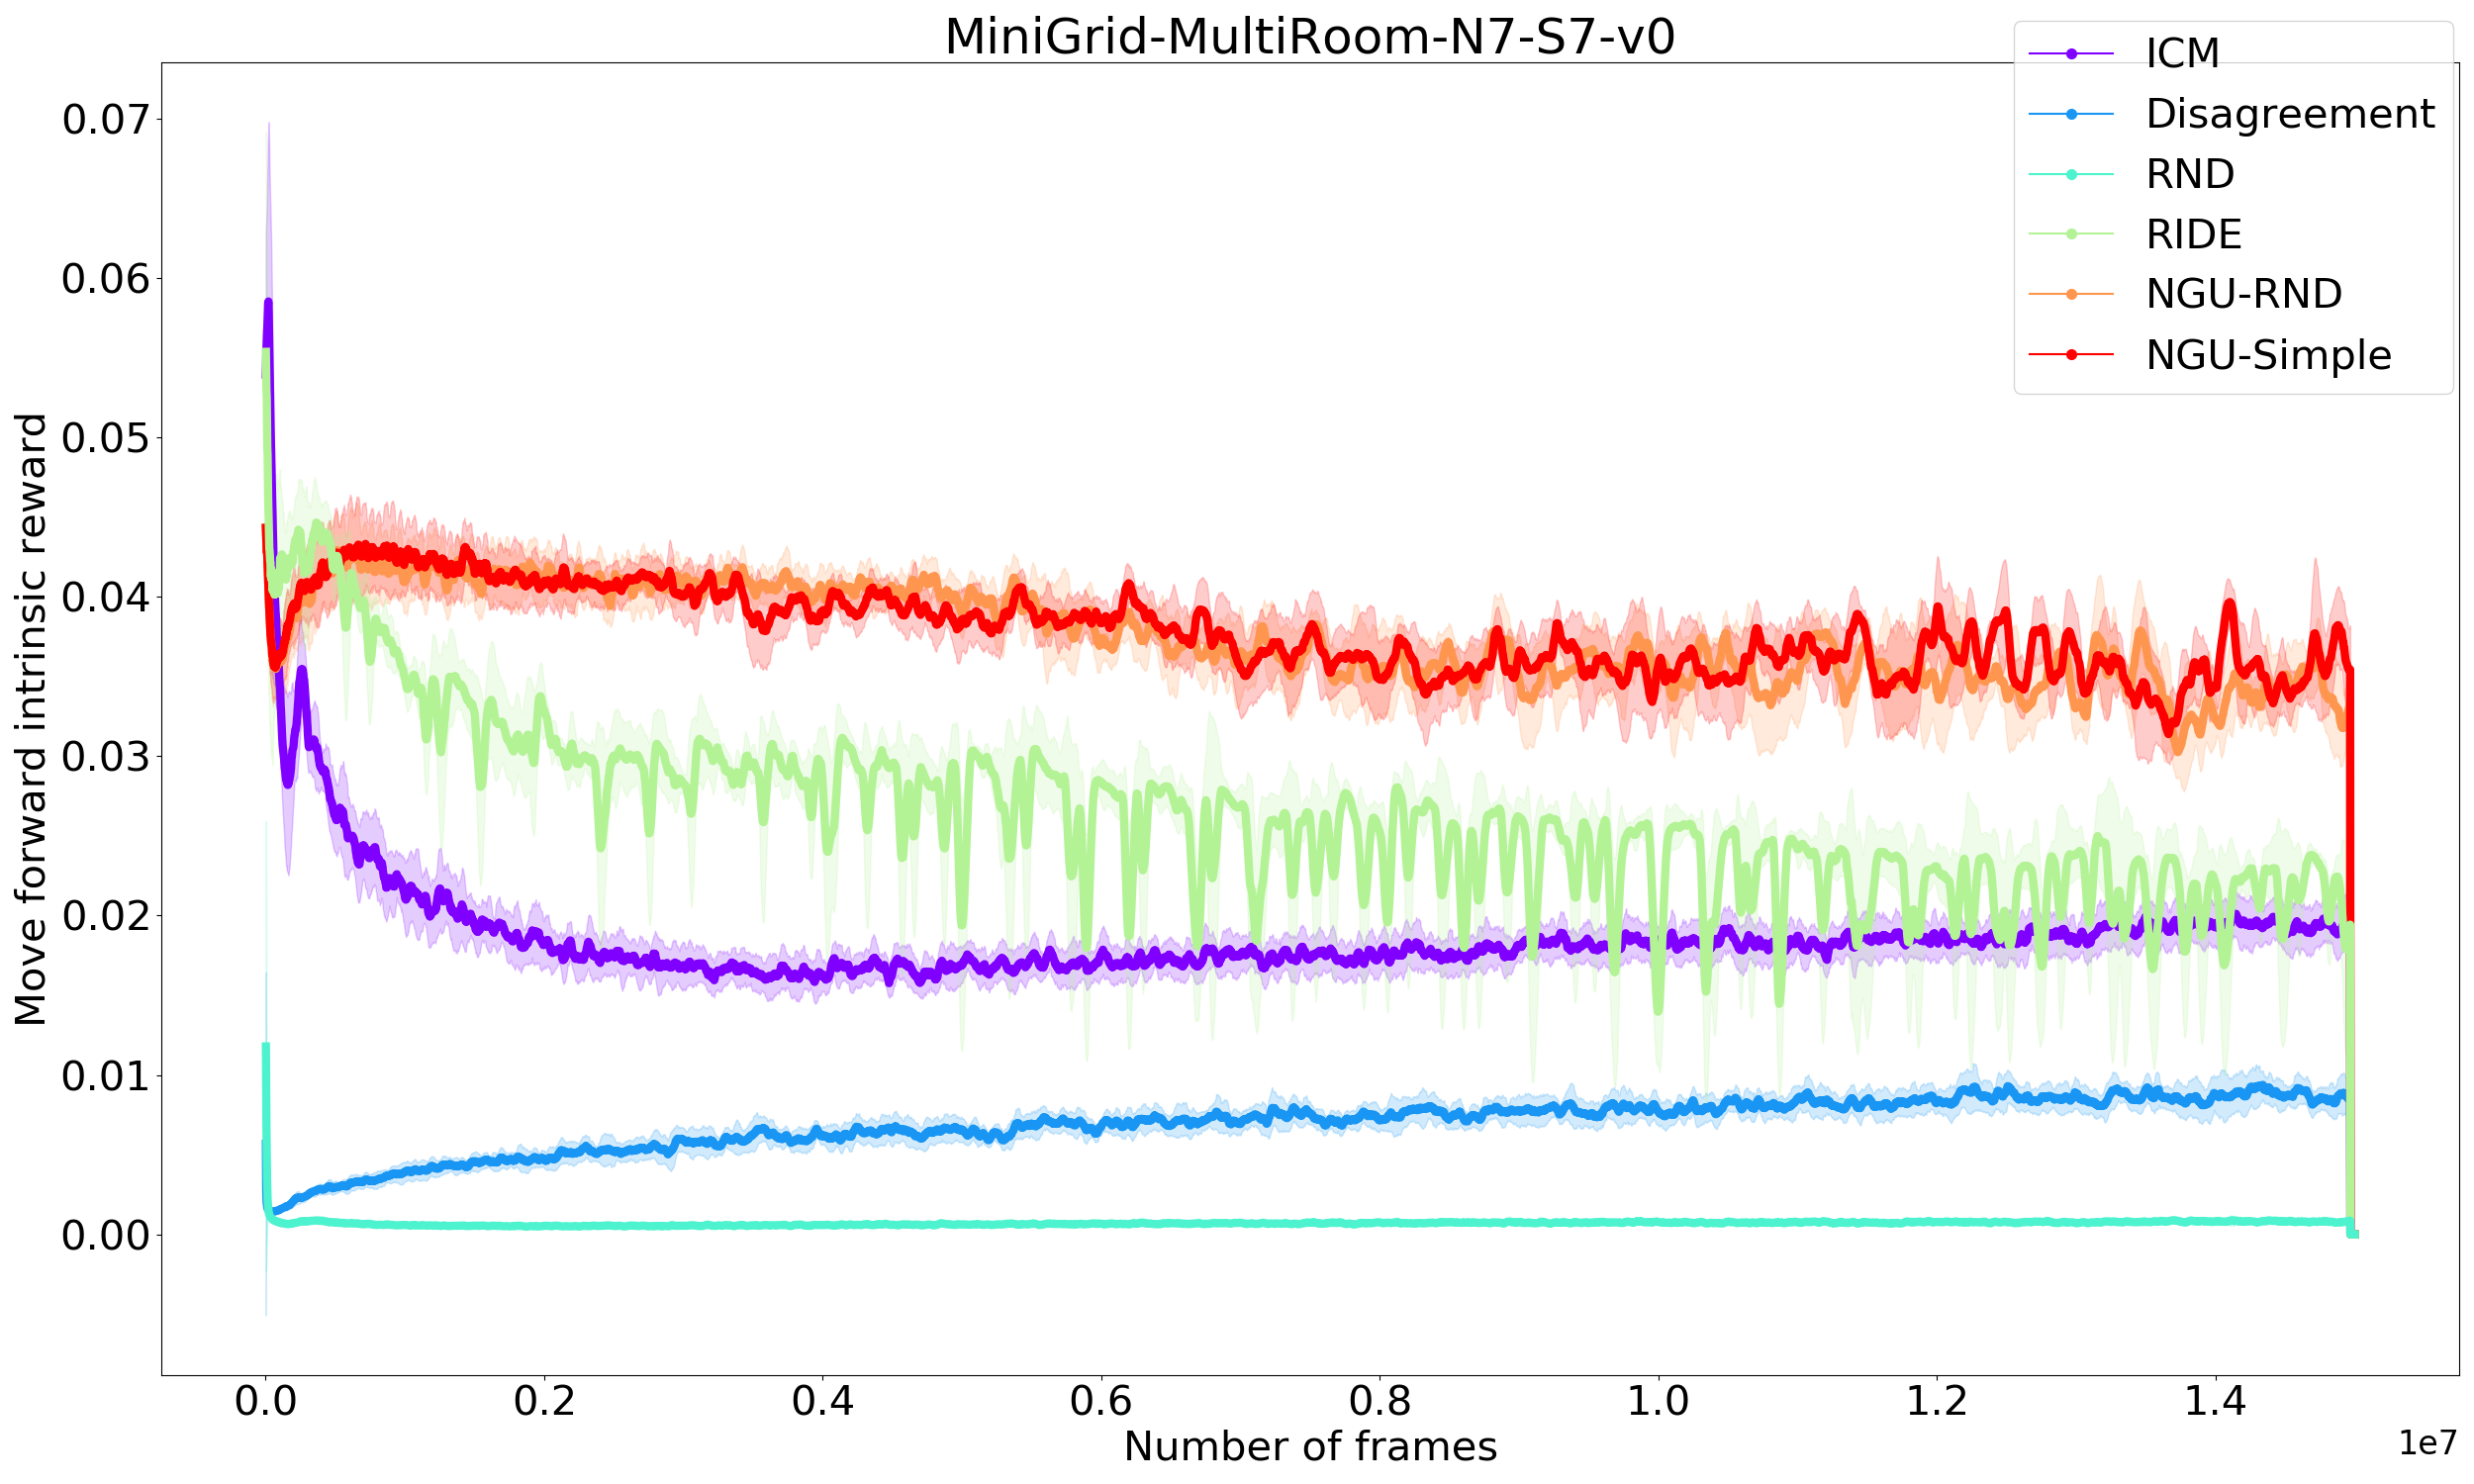 MiniGrid-MultiRoom-N7-S7-v0
ICM
Disagreement
RND
RIDE
NGU-RND
NGU-Simple
Move forward intrinsic reward
0.07
0.06
0.05
0.04
0.03
0.02
0.01
0.00
0.0 0.2 0.4 0.6 0.8 1.0 1.2 1.4
1e7
Number of frames